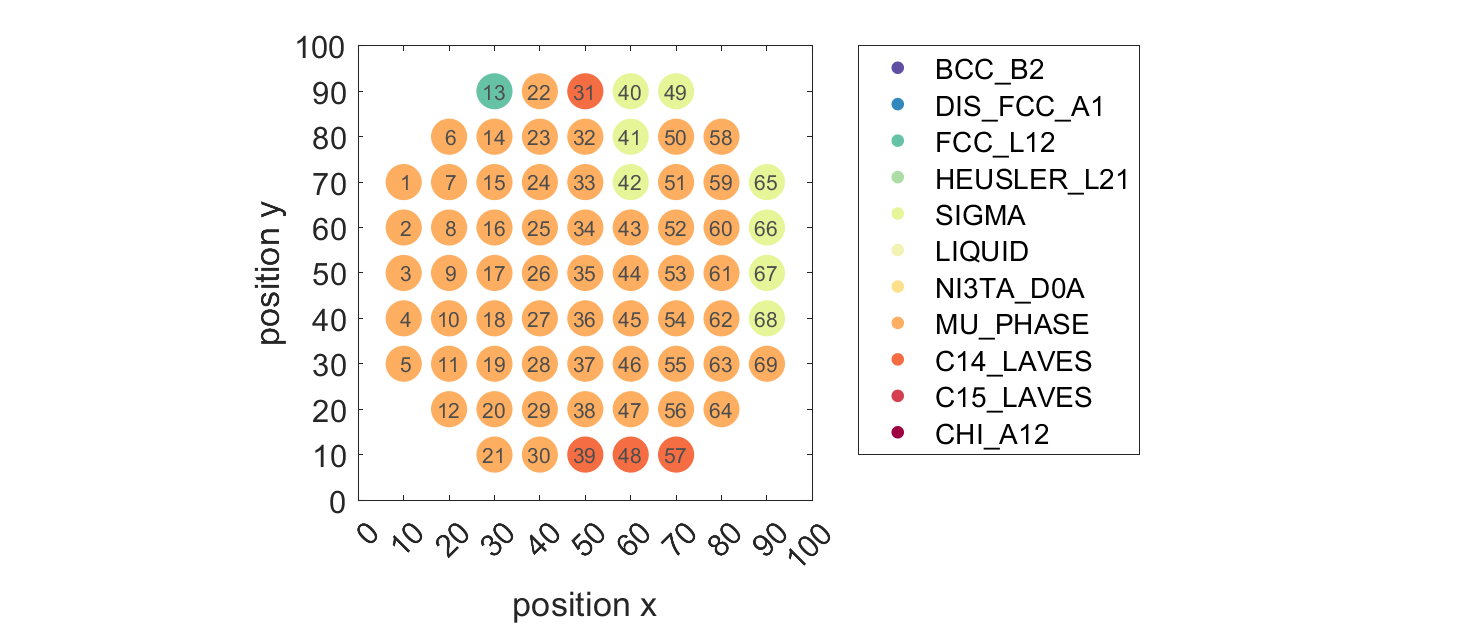 100
90
80
70
60
50
40
30
20
10
0
position y
13 22 31 40 49
6 14 23 32 41 50 58
1 7 15 24 33 42 51 59 65
2 8 16 25 34 43 52 60 66
3 9 17 26 35 44 53 61 67
4 10 18 27 36 45 54 62 68
5 11 19 28 37 46 55 63 69
12 20 29 38 47 56 64
21 30 39 48 57
0 10 20 30 40 50 60 70 80 90 100
position x
BCC_B2
DIS_FCC_A1
FCC_L12
HEUSLER_L21
SIGMA
LIQUID
NI3TA_D0A
MU_PHASE
C14_LAVES
C15_LAVES
CHI_A12